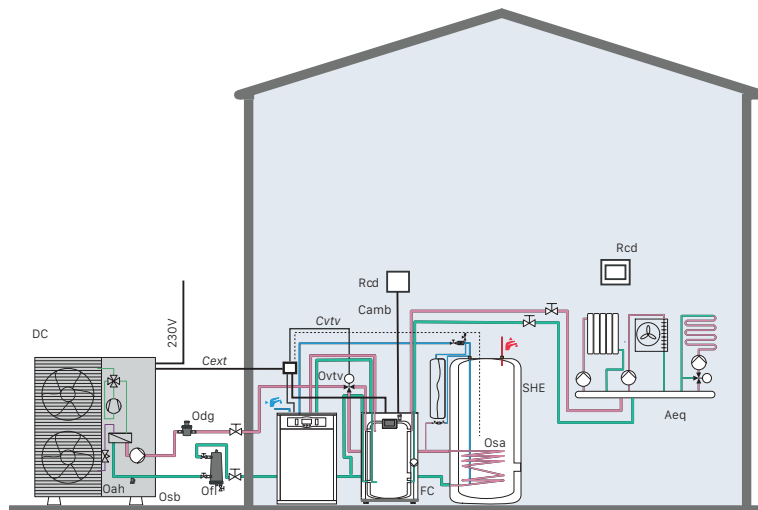 Rcd
Rcd
Camb
Cvtv
230V
DC
Cext
Ovtv
SHE
Odg
Aeq
Osa
Oah
Osb
Ofl
FC